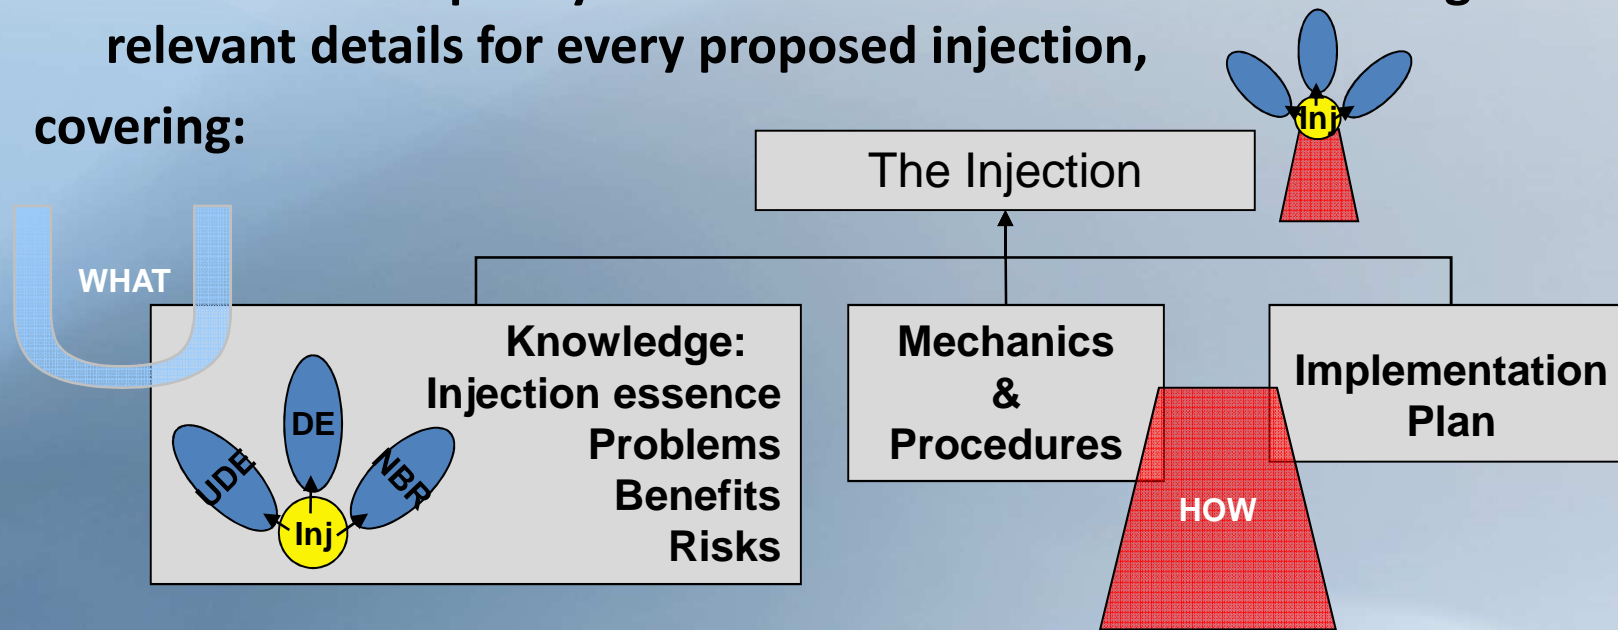 relevant details for every proposed injection,
covering:
Inj
The Injection
WHAT
Knowledge:
Injection essence
Problems
Benefits
Risks
DE
UDE
NBR
Inj
Mechanics
&
Procedures
Implementation
Plan
HOW